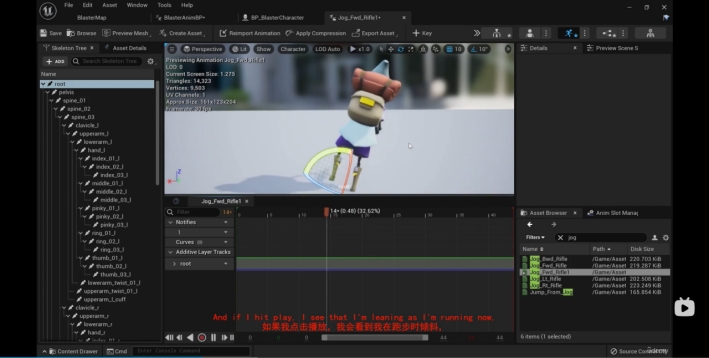 File Edit Asset Window Tools Help
BlasterMap
BlasterAnimBP*
BP_BlasterCharacter
Jog_Fwd_Rifle1*
Save Browse Preview Mesh Create Asset Reimport Animation Apply Compression Export Asset + Key
Skeleton Tree × Asset Details
+ ADD Search Skeleton Tree
Name
root
pelvis
spine_01
spine_02
spine_03
clavicle_l
upperarm_l
lowerarm_l
hand_l
index_01_l
index_02_l
index_03_l
middle_01_l
middle_02_l
middle_03_l
pinky_01_l
pinky_02_l
pinky_03_l
ring_01_l
ring_02_l
ring_03_l
thumb_01_l
thumb_02_l
thumb_03_l
lowerarm_twist_01_l
upperarm_twist_01_l
clavicle_r
upperarm_r
lowerarm_r
hand_r
Perspective Lit Show Character LOD Auto x1.0 10 10°
Previewing Animation Jog_Fwd_Rifle1
LOD: 0
Current Screen Size: 1.275
Triangles: 14,323
Vertices: 9,503
UV Channels: 1
Approx Size: 161x123x204
Framerate: 30 fps
Jog_Fwd_Rifle1 ×
Filter 14+
14+ (0.48) (32.62%)
Notifies
1
Curves (0)
Additive Layer Tracks
root
And if I hit play, I see that I'm leaning as I'm running now.
如果我点击播放，我会看到我在跑步时倾斜，
Details × Preview Scene S
Asset Browser × Anim Slot Manag
Filters jog
Name Path Disk Size
Jog_Bwd_Rifle /Game/Asset 220.703 KiB
Jog_Fwd_Rifle /Game/Asset 219.287 KiB
Jog_Fwd_Rifle1 /Game/Asset
Jog_Lt_Rifle /Game/Asset 202.508 KiB
Jog_Rt_Rifle /Game/Asset 223.249 KiB
Jump_From_Jog /Game/Asset 165.854 KiB
6 items (1 selected)
Content Drawer Cmd Enter Console Command
Source Control
Udemy